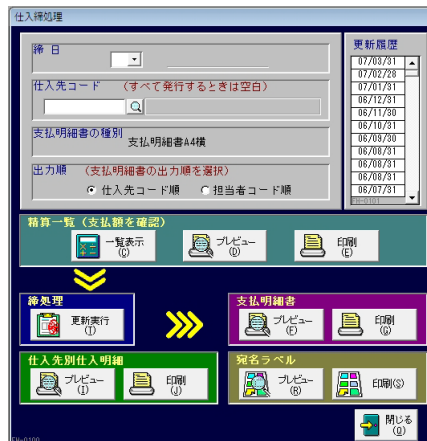 仕入締処理
締 日
更新履歴
07/03/31
07/02/28
07/01/31
06/12/31
06/11/30
06/10/31
06/09/30
06/08/31
06/08/31
06/08/31
06/07/31
FH-0101
仕入先コード (すべて発行するときは空白)
支払明細書の種別
支払明細書A4横
出力順 (支払明細書の出力順を選択)
仕入先コード順 担当者コード順
精算一覧(支払額を確認)
一覧表示
(C)
プレビュー
(D)
印刷
(E)
締処理
更新実行
(T)
支払明細書
プレビュー
(F)
印刷
(G)
仕入先別仕入明細
プレビュー
(I)
印刷
(J)
宛名ラベル
プレビュー
(R)
印刷(S)
閉じる
(Q)
FH-0100